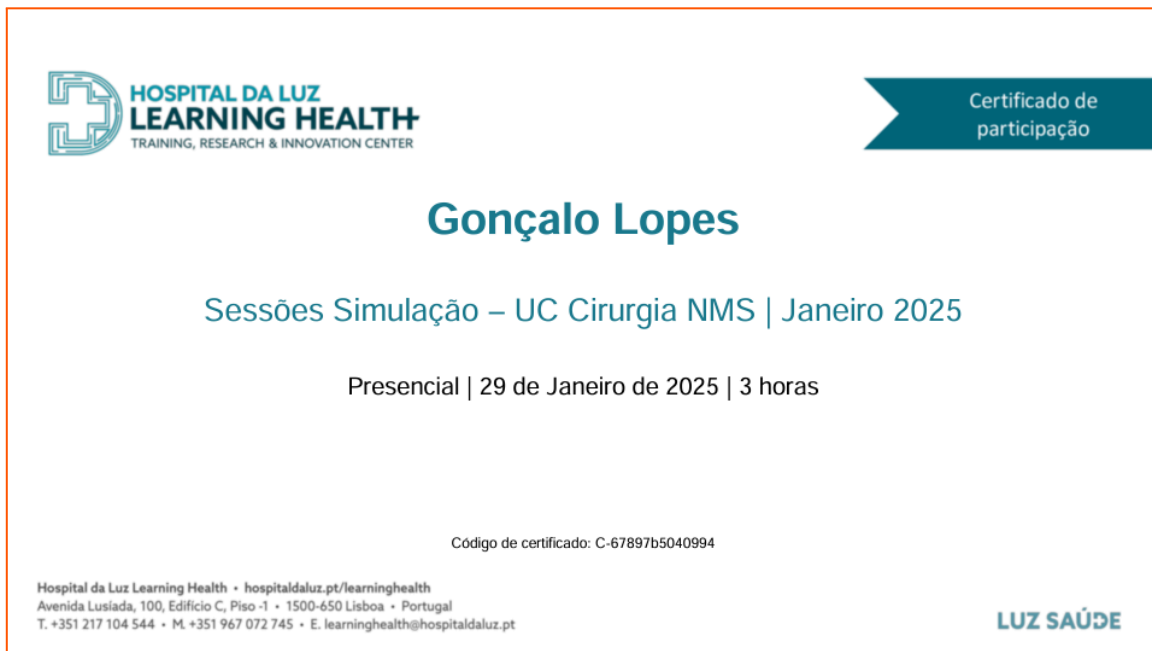 HOSPITAL DA LUZ
LEARNING HEALTH
TRAINING, RESEARCH & INNOVATION CENTER
Certificado de
participação
Gonçalo Lopes
Sessões Simulação – UC Cirurgia NMS | Janeiro 2025
Presencial | 29 de Janeiro de 2025 | 3 horas
Código de certificado: C-67897b5040994
Hospital da Luz Learning Health • hospitaldaluz.pt/learninghealth
Avenida Lusíada, 100, Edifício C, Piso -1 • 1500-650 Lisboa • Portugal
T. +351 217 104 544 • M. +351 967 072 745 • E. learninghealth@hospitaldaluz.pt
LUZ SAÚDE